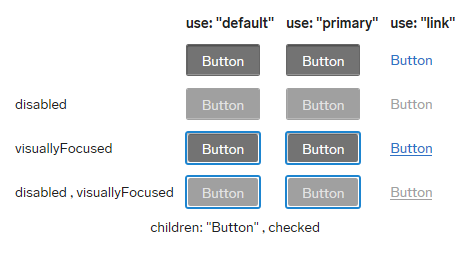 use: "default" use: "primary" use: "link"
Button Button Button
disabled Button Button Button
visuallyFocused Button Button Button
disabled , visuallyFocused Button Button Button
children: "Button" , checked